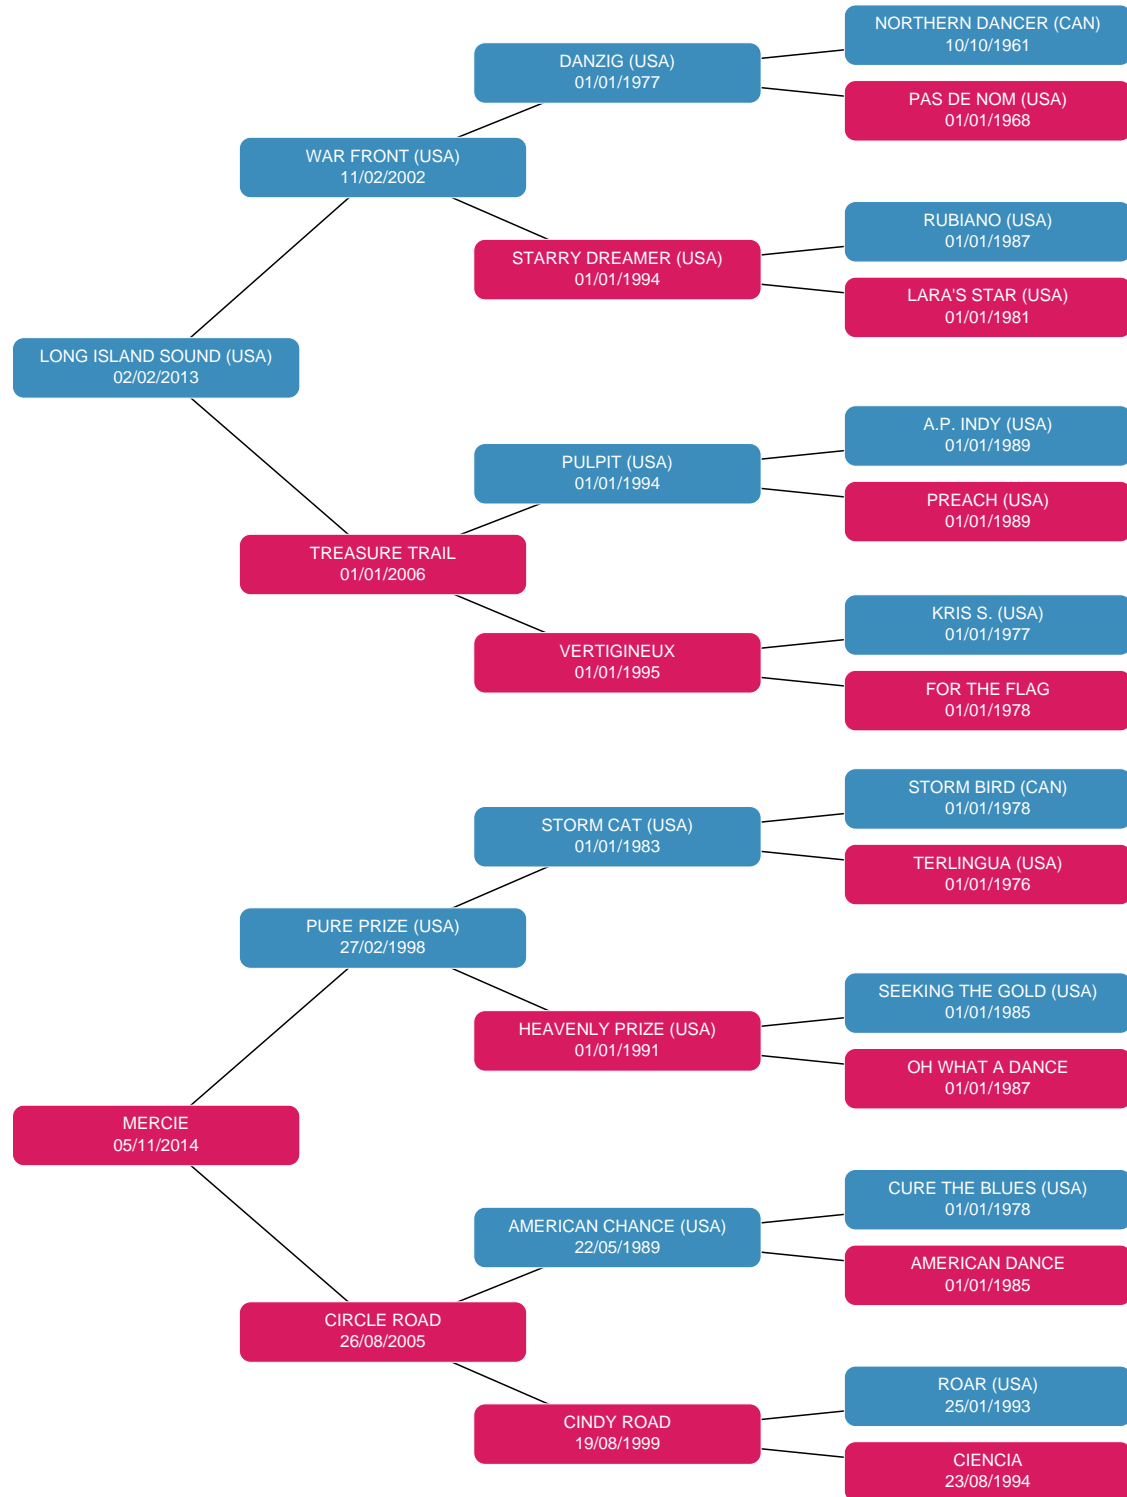 NORTHERN DANCER (CAN)
10/10/1961
DANZIG (USA)
01/01/1977
PAS DE NOM (USA)
01/01/1968
WAR FRONT (USA)
11/02/2002
RUBIANO (USA)
01/01/1987
STARRY DREAMER (USA)
01/01/1994
LARA'S STAR (USA)
01/01/1981
LONG ISLAND SOUND (USA)
02/02/2013
A.P. INDY (USA)
01/01/1989
PULPIT (USA)
01/01/1994
PREACH (USA)
01/01/1989
TREASURE TRAIL
01/01/2006
KRIS S. (USA)
01/01/1977
VERTIGINEUX
01/01/1995
FOR THE FLAG
01/01/1978
STORM BIRD (CAN)
01/01/1978
STORM CAT (USA)
01/01/1983
TERLINGUA (USA)
01/01/1976
PURE PRIZE (USA)
27/02/1998
SEEKING THE GOLD (USA)
01/01/1985
HEAVENLY PRIZE (USA)
01/01/1991
OH WHAT A DANCE
01/01/1987
MERCIE
05/11/2014
CURE THE BLUES (USA)
01/01/1978
AMERICAN CHANCE (USA)
22/05/1989
AMERICAN DANCE
01/01/1985
CIRCLE ROAD
26/08/2005
ROAR (USA)
25/01/1993
CINDY ROAD
19/08/1999
CIENCIA
23/08/1994